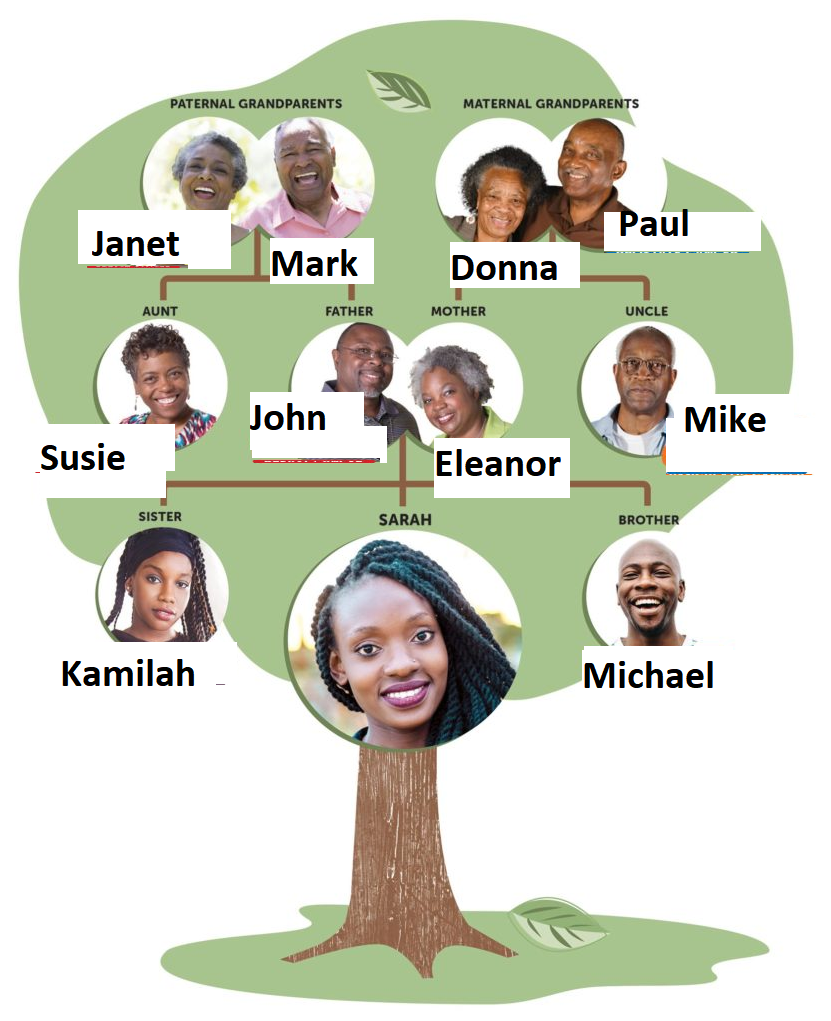 PATERNAL GRANDPARENTS
MATERNAL GRANDPARENTS
Janet
Mark
Donna
Paul
AUNT
FATHER
MOTHER
UNCLE
Susie
John
Eleanor
Mike
SISTER
SARAH
BROTHER
Kamilah
Michael